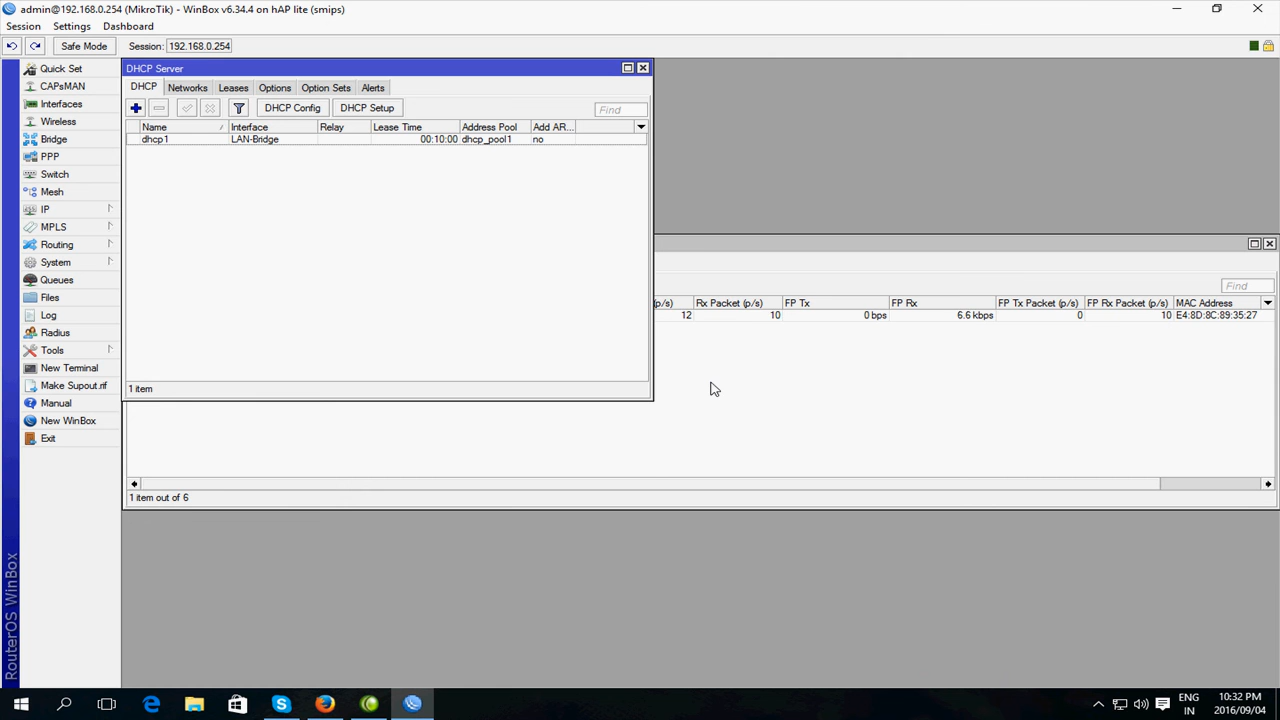 admin@192.168.0.254 (MikroTik) - WinBox v6.34.4 on hAP lite (smips)
Session Settings Dashboard
Safe Mode Session: 192.168.0.254
Quick Set
CAPsMAN
Interfaces
Wireless
Bridge
PPP
Switch
Mesh
IP
MPLS
Routing
System
Queues
Files
Log
Radius
Tools
New Terminal
Make Supout.rif
Manual
New WinBox
Exit
RouterOS WinBox
DHCP Server
DHCP Networks Leases Options Option Sets Alerts
DHCP Config DHCP Setup Find
Name / Interface Relay Lease Time Address Pool Add AR...
dhcp1 LAN-Bridge 00:10:00 dhcp_pool1 no
1 item
Find
(p/s) Rx Packet (p/s) FP Tx FP Rx FP Tx Packet (p/s) FP Rx Packet (p/s) MAC Address
12 10 0 bps 6.6 kbps 0 10 E4:8D:8C:89:35:27
1 item out of 6
ENG
IN
10:32 PM
2016/09/04